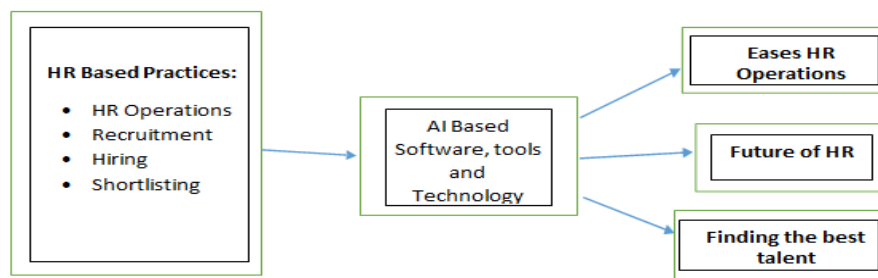 HR Based Practices:
• HR Operations
• Recruitment
• Hiring
• Shortlisting
AI Based
Software, tools
and
Technology
Eases HR
Operations
Future of HR
Finding the best
talent